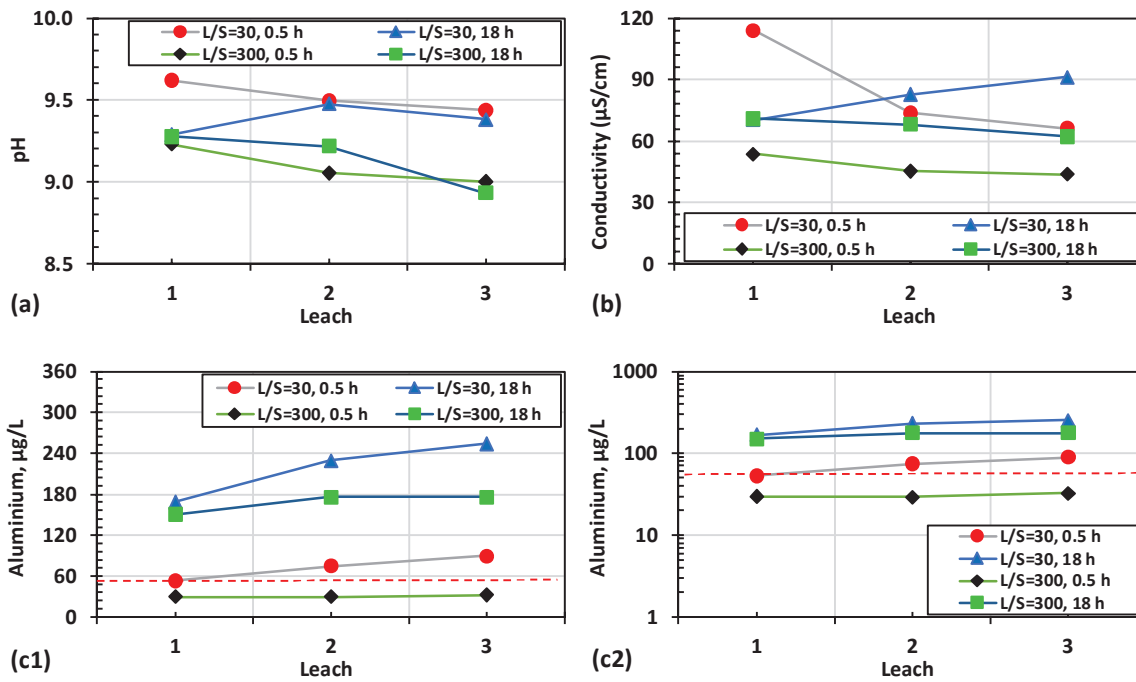 10.0
9.5
9.0
8.5
pH
L/S=30, 0.5 h
L/S=30, 18 h
L/S=300, 0.5 h
L/S=300, 18 h
1
2
3
Leach
(a)
120
90
60
30
0
Conductivity (µS/cm)
L/S=30, 0.5 h
L/S=30, 18 h
L/S=300, 0.5 h
L/S=300, 18 h
1
2
3
Leach
(b)
360
300
240
180
120
60
0
Aluminium, µg/L
L/S=30, 0.5 h
L/S=30, 18 h
L/S=300, 0.5 h
L/S=300, 18 h
1
2
3
Leach
(c1)
1000
100
10
1
Aluminium, µg/L
L/S=30, 0.5 h
L/S=30, 18 h
L/S=300, 0.5 h
L/S=300, 18 h
1
2
3
Leach
(c2)